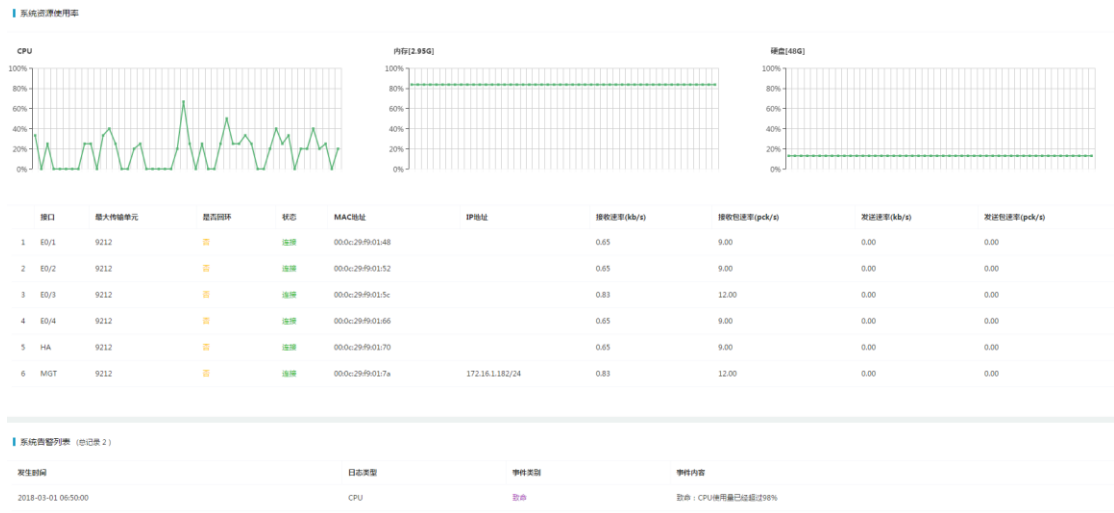 系统资源使用率
CPU 内存[2.95G] 硬盘[48G]
100% 100% 100%
80% 80% 80%
60% 60% 60%
40% 40% 40%
20% 20% 20%
0% 0% 0%
接口 最大传输单元 是否回环 状态 MAC地址 IP地址 接收速率(kb/s) 接收包速率(pck/s) 发送速率(kb/s) 发送包速率(pck/s)
1 E0/1 9212 否 连接 00:0c:29:f9:01:48 0.65 9.00 0.00 0.00
2 E0/2 9212 否 连接 00:0c:29:f9:01:52 0.65 9.00 0.00 0.00
3 E0/3 9212 否 连接 00:0c:29:f9:01:5c 0.83 12.00 0.00 0.00
4 E0/4 9212 否 连接 00:0c:29:f9:01:66 0.65 9.00 0.00 0.00
5 HA 9212 否 连接 00:0c:29:f9:01:70 0.65 9.00 0.00 0.00
6 MGT 9212 否 连接 00:0c:29:f9:01:7a 172.16.1.182/24 0.83 12.00 0.00 0.00
系统告警列表 (总记录 2 )
发生时间 日志类型 事件类别 事件内容
2018-03-01 06:50:00 CPU 致命 致命：CPU使用量已经超过98%